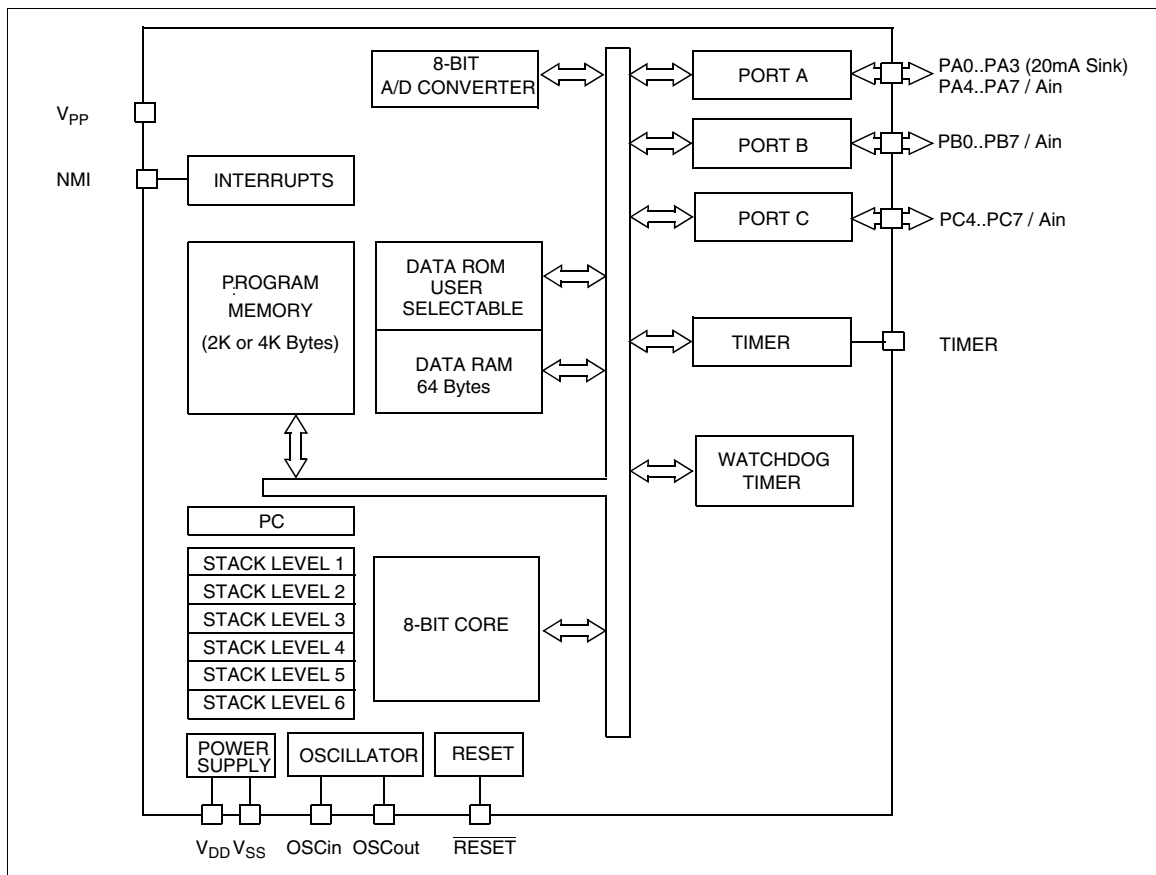 8-BIT
A/D CONVERTER
PORT A
PA0..PA3 (20mA Sink)
PA4..PA7 / Ain
VPP
PORT B
PB0..PB7 / Ain
NMI
INTERRUPTS
PORT C
PC4..PC7 / Ain
PROGRAM
MEMORY
(2K or 4K Bytes)
DATA ROM
USER
SELECTABLE
DATA RAM
64 Bytes
TIMER
TIMER
WATCHDOG
TIMER
PC
STACK LEVEL 1
STACK LEVEL 2
STACK LEVEL 3
STACK LEVEL 4
STACK LEVEL 5
STACK LEVEL 6
8-BIT CORE
POWER
SUPPLY
OSCILLATOR
RESET
VDD VSS
OSCin OSCout
RESET